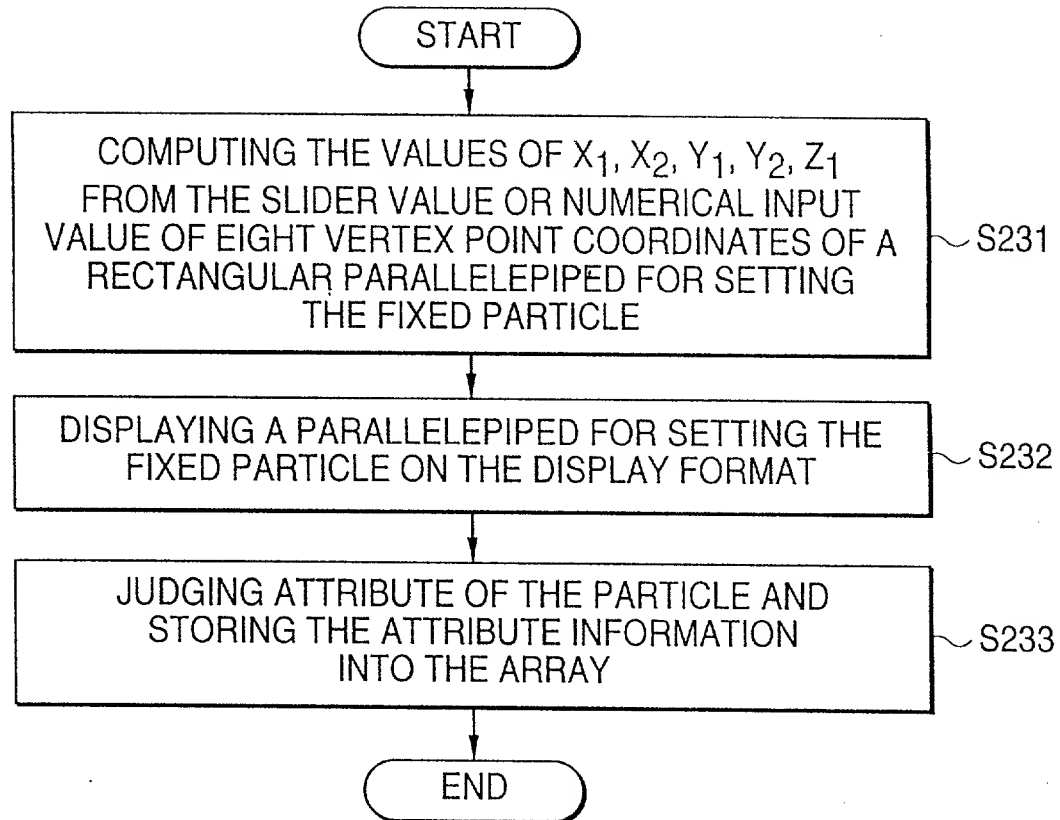 START
COMPUTING THE VALUES OF X₁, X₂, Y₁, Y₂, Z₁
FROM THE SLIDER VALUE OR NUMERICAL INPUT
VALUE OF EIGHT VERTEX POINT COORDINATES OF A
RECTANGULAR PARALLELEPIPED FOR SETTING
THE FIXED PARTICLE
S231
DISPLAYING A PARALLELEPIPED FOR SETTING THE
FIXED PARTICLE ON THE DISPLAY FORMAT
S232
JUDGING ATTRIBUTE OF THE PARTICLE AND
STORING THE ATTRIBUTE INFORMATION
INTO THE ARRAY
S233
END